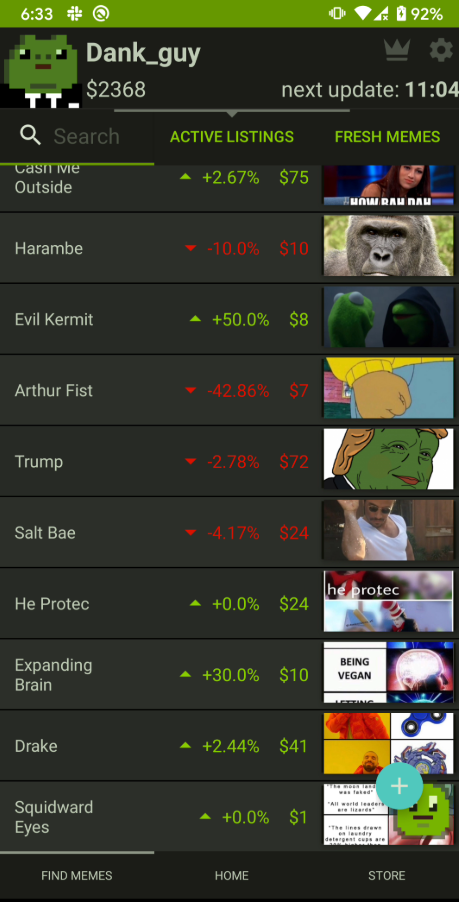 6:33
92%
Dank_guy
$2368
next update: 11:04
Search
ACTIVE LISTINGS
FRESH MEMES
Cash Me
Outside
+2.67%
$75
HOW BAH DAH
Harambe
-10.0%
$10
Evil Kermit
+50.0%
$8
Arthur Fist
-42.86%
$7
Trump
-2.78%
$72
Salt Bae
-4.17%
$24
He Protec
+0.0%
$24
he protec
Expanding
Brain
+30.0%
$10
BEING
VEGAN
Drake
+2.44%
$41
Squidward
Eyes
+0.0%
$1
"The moon land
was faked"
"All world leaders
are lizards"
"The lines drawn
on laundry
detergent cups are
+
FIND MEMES
HOME
STORE